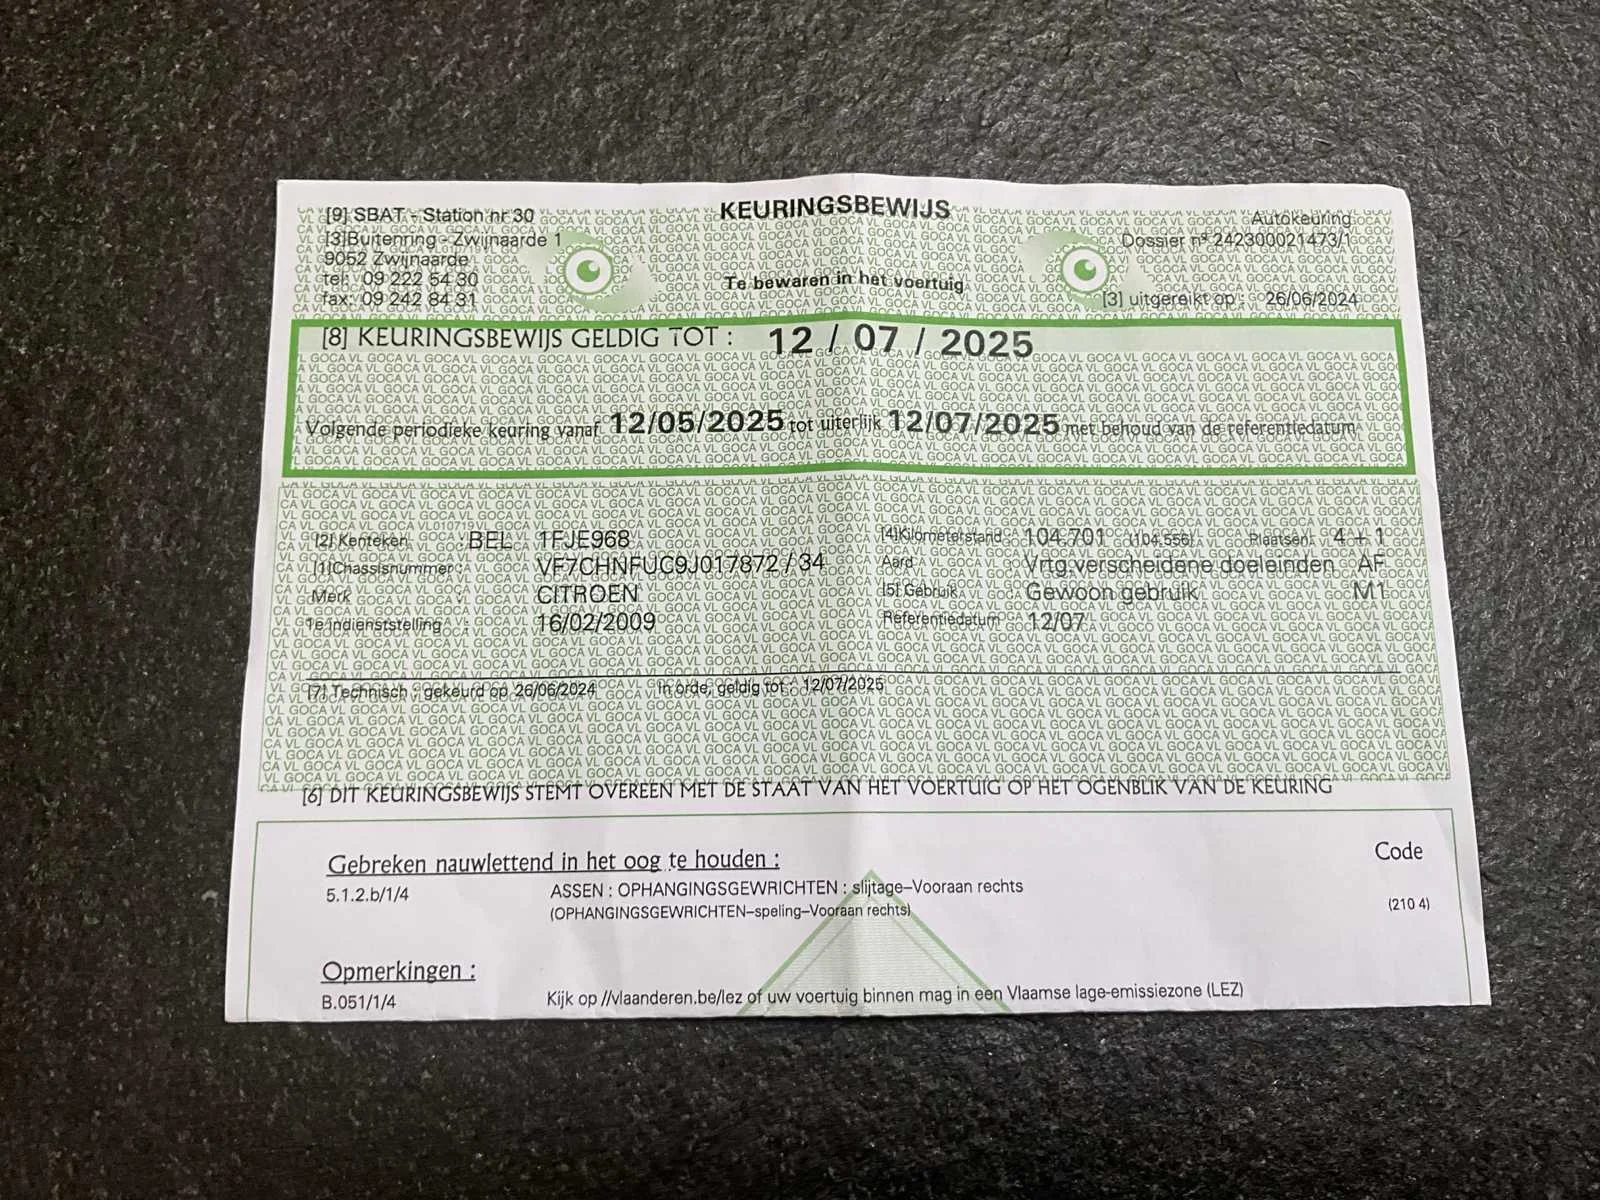 KEURINGSBEWIJS
[9] SBAT - Station nr 30
[3]Buitenring - Zwijnaarde 1
9052 Zwijnaarde
tel: 09 222 54 30
fax: 09 242 84 31
Te bewaren in het voertuig
Autokeuring
Dossier n° 242300021473/1
[3] uitgereikt op : 26/06/2024
[8] KEURINGSBEWIJS GELDIG TOT : 12 / 07 / 2025
Volgende periodieke keuring vanaf 12/05/2025 tot uiterlijk 12/07/2025 met behoud van de referentiedatum
[2] Kenteken : BEL 1FJE968 [4]Kilometerstand : 104.701 (104.556) Plaatsen: 4 + 1
[1]Chassisnummer : VF7CHNFUC9J017872 / 34 Aard : Vrtg.verscheidene doeleinden AF
Merk : CITROEN [5] Gebruik : Gewoon gebruik M1
1e indienststelling : 16/02/2009 Referentiedatum : 12/07
[7] Technisch : gekeurd op 26/06/2024 In orde, geldig tot : 12/07/2025
[6] DIT KEURINGSBEWIJS STEMT OVEREEN MET DE STAAT VAN HET VOERTUIG OP HET OGENBLIK VAN DE KEURING
Gebreken nauwlettend in het oog te houden : Code
5.1.2.b/1/4 ASSEN : OPHANGINGSGEWRICHTEN : slijtage–Vooraan rechts
(OPHANGINGSGEWRICHTEN–speling–Vooraan rechts) (210 4)
Opmerkingen :
B.051/1/4 Kijk op //vlaanderen.be/lez of uw voertuig binnen mag in een Vlaamse lage-emissiezone (LEZ)